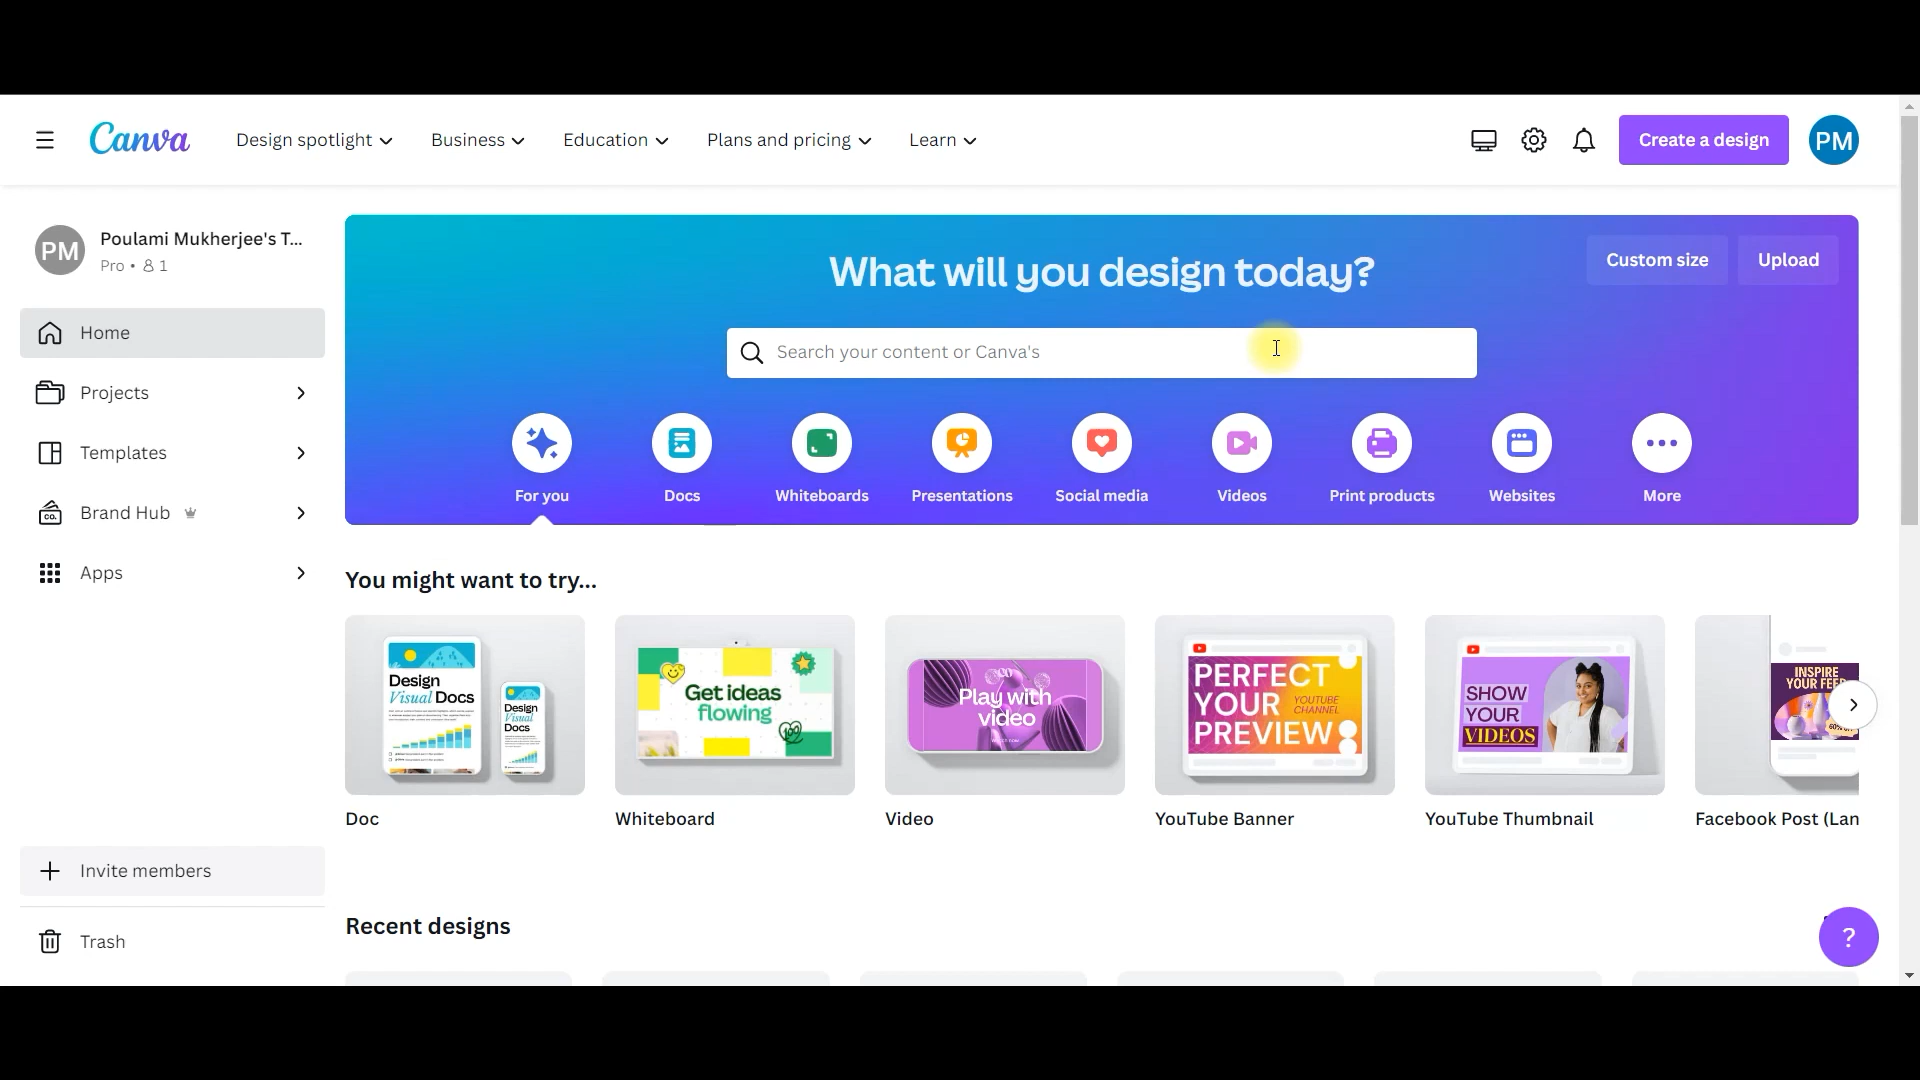 Canva
Design spotlight
Business
Education
Plans and pricing
Learn
Create a design
PM
PM
Poulami Mukherjee's T...
Pro • 1
Home
Projects
Templates
CO.
Brand Hub
Apps
Invite members
Trash
What will you design today?
Custom size
Upload
Search your content or Canva's
For you
Docs
Whiteboards
Presentations
Social media
Videos
Print products
Websites
More
You might want to try...
Design
Visual Docs
Design
Visual
Docs
Doc
Get ideas
flowing
100
Whiteboard
Play with
video
Video
PERFECT
YOUR
PREVIEW
YOUTUBE
CHANNEL
YouTube Banner
SHOW
YOUR
VIDEOS
YouTube Thumbnail
INSPIRE
YOUR FEE
Facebook Post (Lan
Recent designs
?